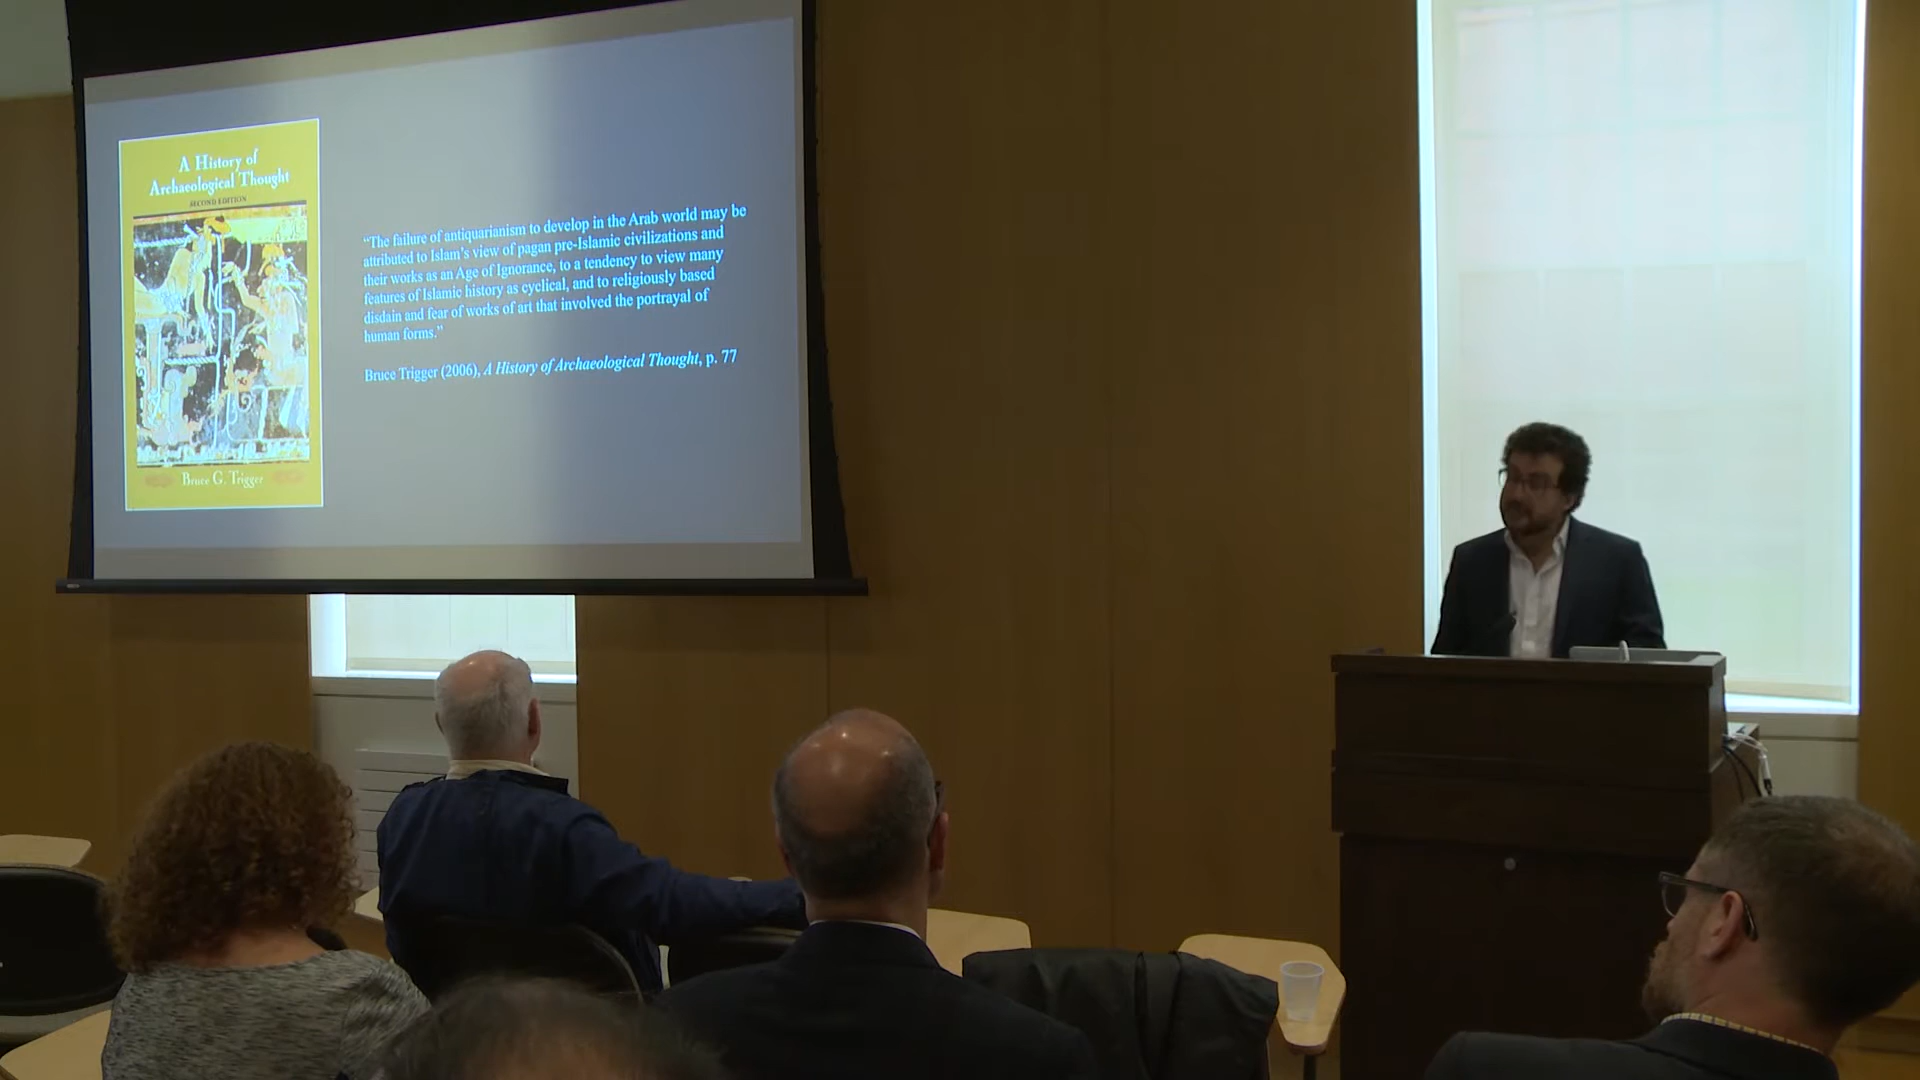 A History of
Archaeological Thought
SECOND EDITION
Bruce G. Trigger
“The failure of antiquarianism to develop in the Arab world may be
attributed to Islam’s view of pagan pre-Islamic civilizations and
their works as an Age of Ignorance, to a tendency to view many
features of Islamic history as cyclical, and to religiously based
disdain and fear of works of art that involved the portrayal of
human forms.”
Bruce Trigger (2006), A History of Archaeological Thought, p. 77